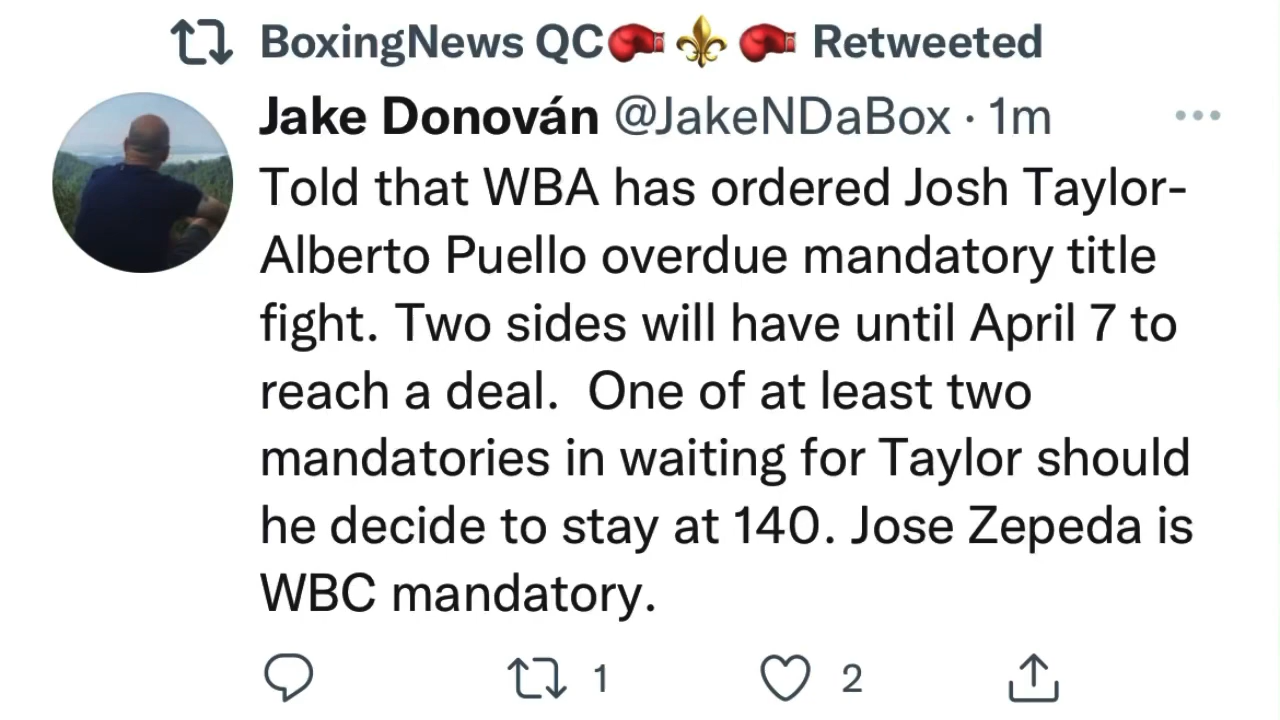 BoxingNews QC🥊⚜️🥊 Retweeted
Jake Donován @JakeNDaBox · 1m
Told that WBA has ordered Josh Taylor-
Alberto Puello overdue mandatory title
fight. Two sides will have until April 7 to
reach a deal.  One of at least two
mandatories in waiting for Taylor should
he decide to stay at 140. Jose Zepeda is
WBC mandatory.
1
2